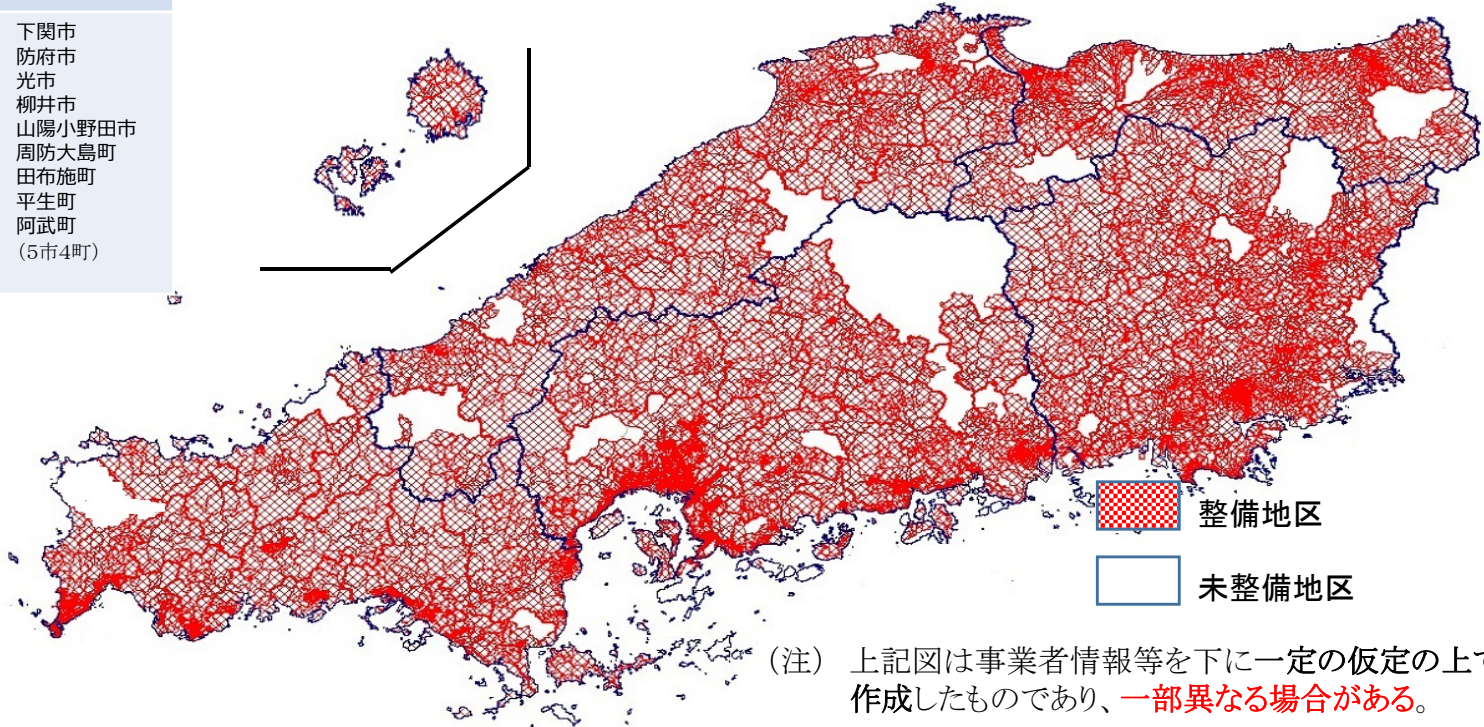 下関市
防府市
光市
柳井市
山陽小野田市
周防大島町
田布施町
平生町
阿武町
(5市4町)
整備地区
未整備地区
(注) 上記図は事業者情報等を下に一定の仮定の上で
作成したものであり、一部異なる場合がある。